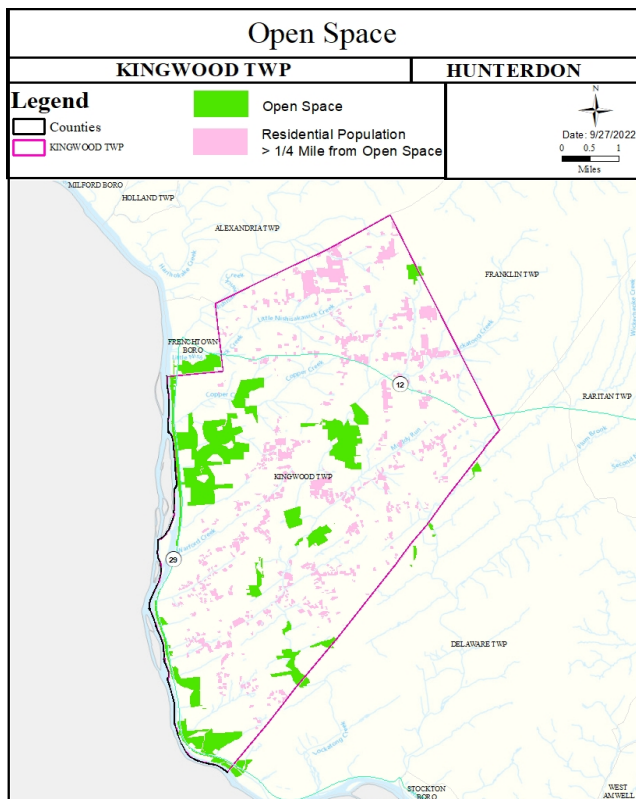 Open Space
KINGWOOD TWP
HUNTERDON
Legend
Counties
KINGWOOD TWP
Open Space
Residential Population
> 1/4 Mile from Open Space
N
Date: 9/27/2022
0 0.5 1
Miles
MILFORD BORO
HOLLAND TWP
ALEXANDRIA TWP
FRANKLIN TWP
FRENCHTOWN
BORO
Copper Creek
12
RARITAN TWP
KINGWOOD TWP
29
DELAWARE TWP
STOCKTON
BORO
WEST
AMWELL